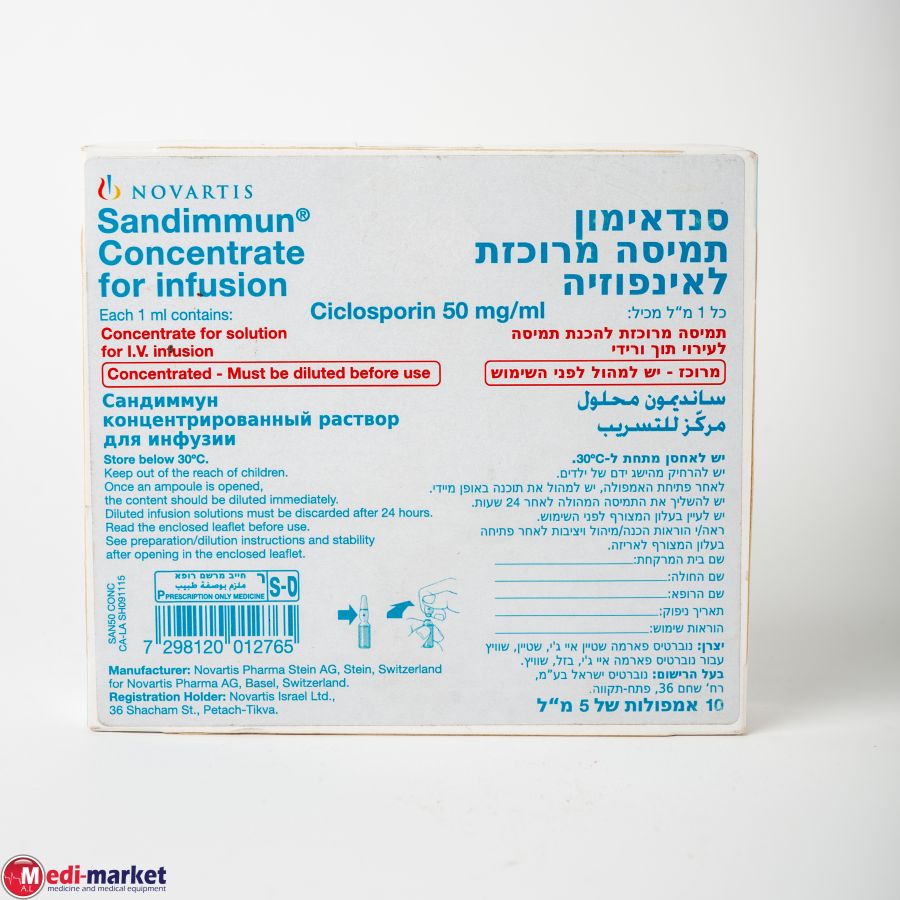 NOVARTIS
Sandimmun®
Concentrate
for infusion
Each 1 ml contains:
Ciclosporin 50 mg/ml
Concentrate for solution
for I.V. infusion
Concentrated - Must be diluted before use
Сандиммун
концентрированный раствор
для инфузии
Store below 30ºC.
Keep out of the reach of children.
Once an ampoule is opened,
the content should be diluted immediately.
Diluted infusion solutions must be discarded after 24 hours.
Read the enclosed leaflet before use.
See preparation/dilution instructions and stability
after opening in the enclosed leaflet.
סנדאימון
תמיסה מרוכזת
לאינפוזיה
כל 1 מ"ל מכיל:
תמיסה מרוכזת להכנת תמיסה
לעירוי תוך ורידי
מרוכז - יש למהול לפני השימוש
سانديمون محلول
مركّز للتسريب
יש לאחסן מתחת ל-30ºC.
יש להרחיק מהישג ידם של ילדים.
לאחר פתיחת האמפולה, יש למהול את תוכנה באופן מיידי.
יש להשליך את התמיסה המהולה לאחר 24 שעות.
יש לעיין בעלון המצורף לפני השימוש.
ראה/י הוראות הכנה/מיהול ויציבות לאחר פתיחה
בעלון המצורף לאריזה.
שם בית המרקחת:
שם החולה:
שם הרופא:
תאריך ניפוק:
הוראות שימוש:
SAN50 CONC
CA-LA SH091115
חייב מרשם רופא ר
ملزم بوصفة طبيب
P PRESCRIPTION ONLY MEDICINE
S-D
7 298120 012765
Manufacturer: Novartis Pharma Stein AG, Stein, Switzerland
for Novartis Pharma AG, Basel, Switzerland.
Registration Holder: Novartis Israel Ltd.,
36 Shacham St., Petach-Tikva.
יצרן: נוברטיס פארמה שטיין איי ג'י, שטיין, שוויץ
עבור נוברטיס פארמה איי ג'י, בזל, שוויץ.
בעל הרישום: נוברטיס ישראל בע"מ,
רח' שחם 36, פתח-תקווה.
10 אמפולות של 5 מ"ל
Medi-market
A.L
medicine and medical equipment